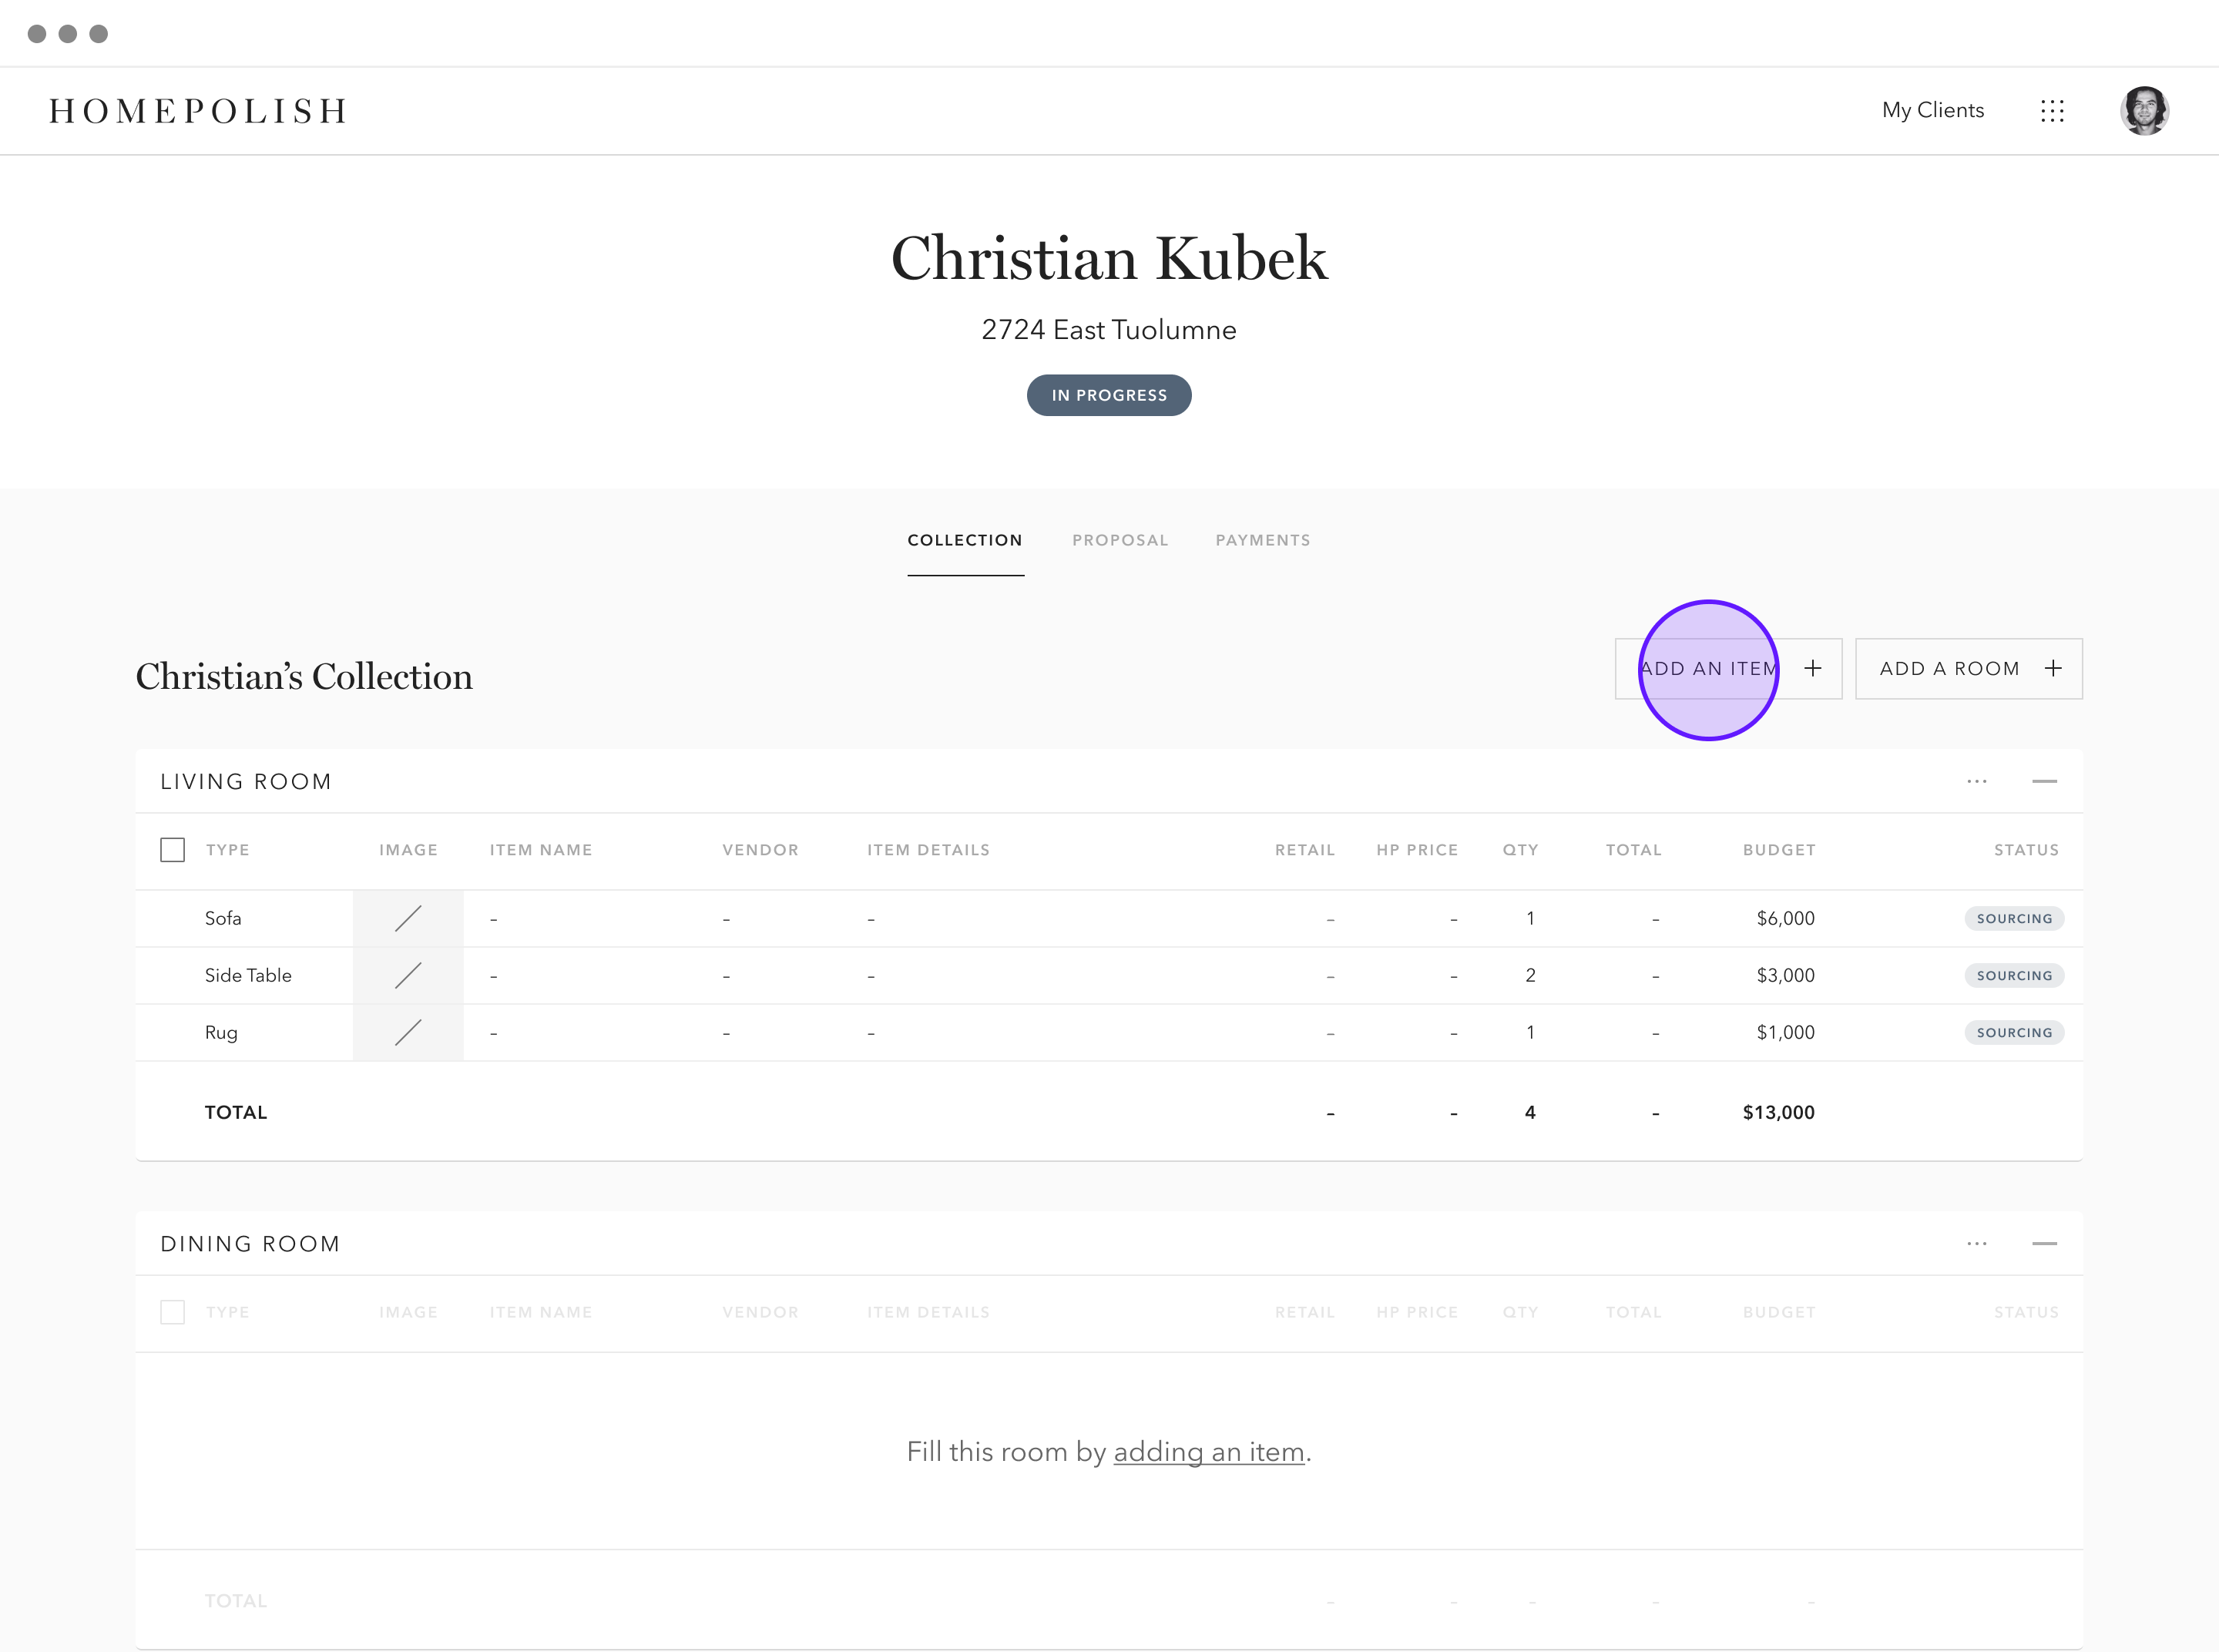 HOMEPOLISH
My Clients
Christian Kubek
2724 East Tuolumne
IN PROGRESS
COLLECTION PROPOSAL PAYMENTS
Christian’s Collection
ADD AN ITEM +
ADD A ROOM +
LIVING ROOM
TYPE IMAGE ITEM NAME VENDOR ITEM DETAILS RETAIL HP PRICE QTY TOTAL BUDGET STATUS
Sofa – – – – – 1 – $6,000 SOURCING
Side Table – – – – – 2 – $3,000 SOURCING
Rug – – – – – 1 – $1,000 SOURCING
TOTAL – – 4 – $13,000
DINING ROOM
TYPE IMAGE ITEM NAME VENDOR ITEM DETAILS RETAIL HP PRICE QTY TOTAL BUDGET STATUS
Fill this room by adding an item.
TOTAL – – – – –